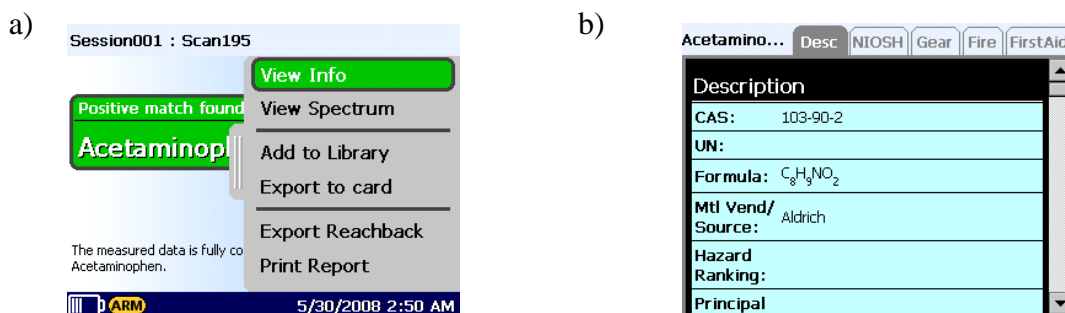 a)
Session001 : Scan195
View Info
Positive match found
View Spectrum
Acetaminop
Add to Library
Export to card
Export Reachback
The measured data is fully co
Acetaminophen.
Print Report
ARM
5/30/2008 2:50 AM
b)
Acetamino... Desc NIOSH Gear Fire FirstAid
Description
CAS: 103-90-2
UN:
Formula: C₈H₉NO₂
Mtl Vend/
Source: Aldrich
Hazard
Ranking:
Principal